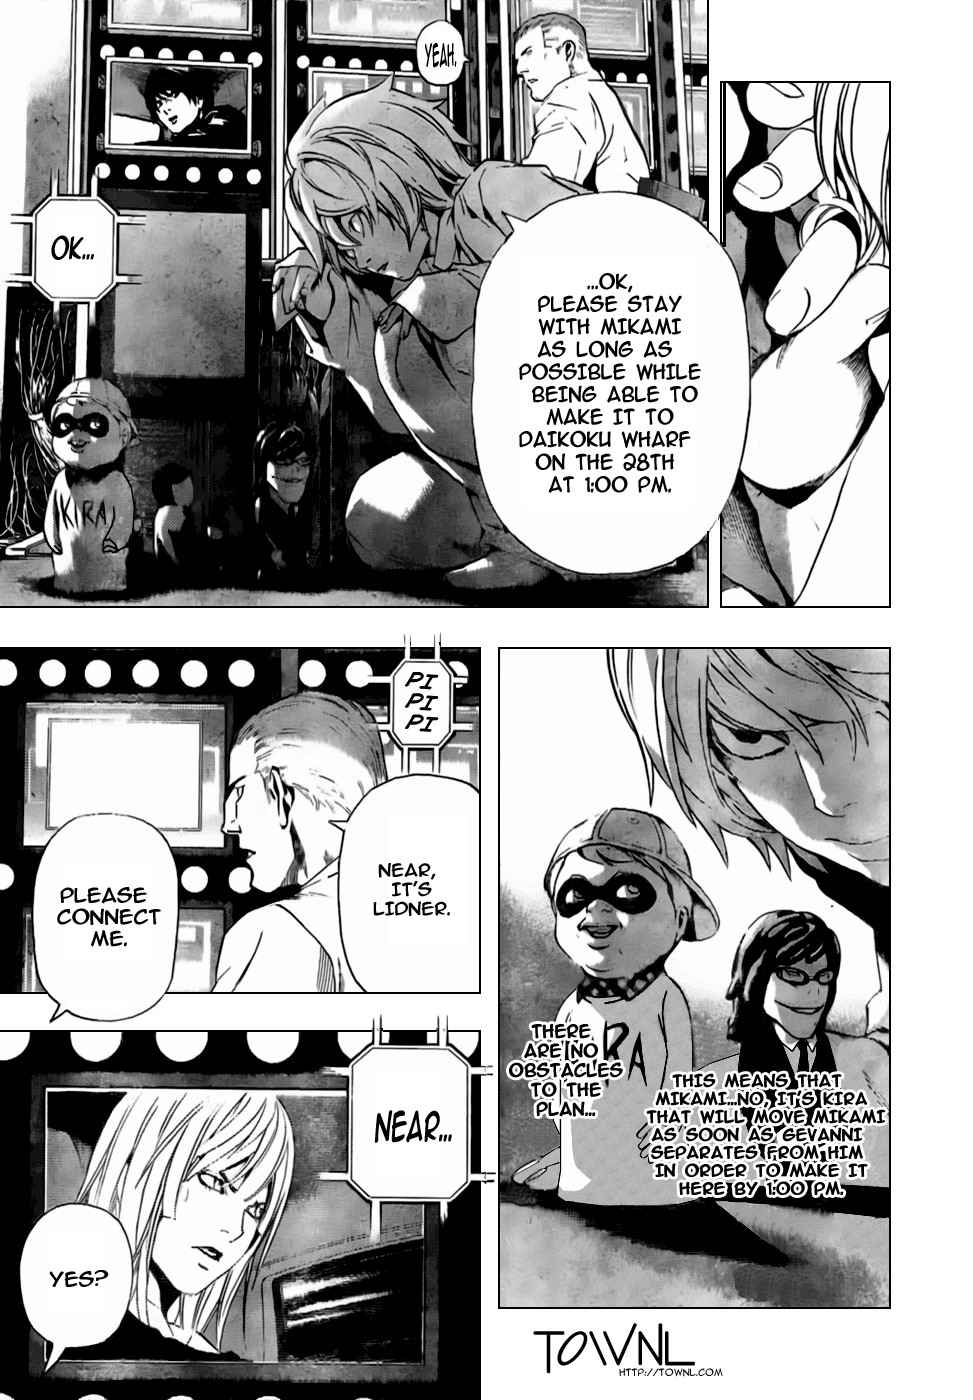 YEAH.
...OK,
PLEASE STAY
WITH MIKAMI
AS LONG AS
POSSIBLE WHILE
BEING ABLE TO
MAKE IT TO
DAIKOKU WHARF
ON THE 28TH
AT 1:00 PM.
OK...
KIRA
THIS MEANS THAT
MIKAMI...NO, IT'S KIRA
THAT WILL MOVE MIKAMI
AS SOON AS GEVANNI
SEPARATES FROM HIM
IN ORDER TO MAKE IT
HERE BY 1:00 PM.
THERE
ARE NO
OBSTACLES
TO THE
PLAN...
RA
PI
PI
PI
NEAR,
IT'S
LIDNER.
PLEASE
CONNECT
ME.
NEAR...
YES?
TOWNL
HTTP://TOWNL.COM